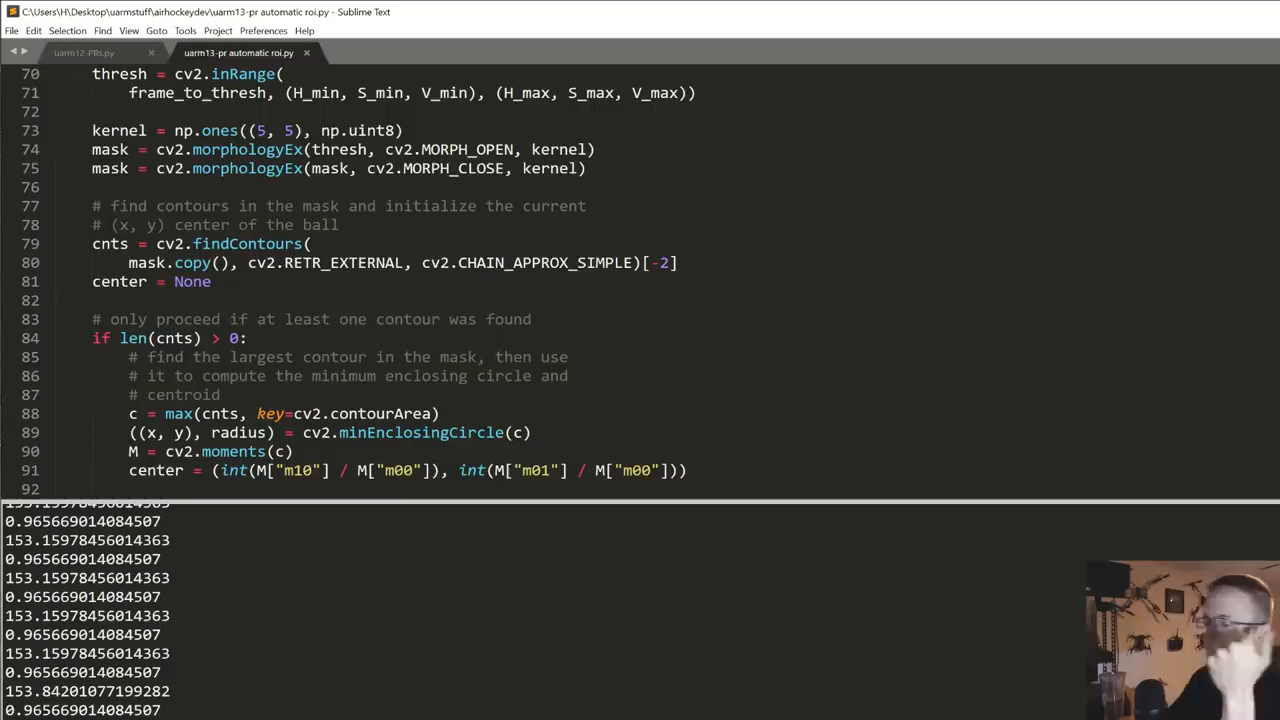 C:\Users\H\Desktop\uarmstuff\airhockeydev\uarm13-pr automatic roi.py - Sublime Text
File Edit Selection Find View Goto Tools Project Preferences Help
uarm12-PRs.py × uarm13-pr automatic roi.py ×
70 thresh = cv2.inRange(
71 frame_to_thresh, (H_min, S_min, V_min), (H_max, S_max, V_max))
72
73 kernel = np.ones((5, 5), np.uint8)
74 mask = cv2.morphologyEx(thresh, cv2.MORPH_OPEN, kernel)
75 mask = cv2.morphologyEx(mask, cv2.MORPH_CLOSE, kernel)
76
77 # find contours in the mask and initialize the current
78 # (x, y) center of the ball
79 cnts = cv2.findContours(
80 mask.copy(), cv2.RETR_EXTERNAL, cv2.CHAIN_APPROX_SIMPLE)[-2]
81 center = None
82
83 # only proceed if at least one contour was found
84 if len(cnts) > 0:
85 # find the largest contour in the mask, then use
86 # it to compute the minimum enclosing circle and
87 # centroid
88 c = max(cnts, key=cv2.contourArea)
89 ((x, y), radius) = cv2.minEnclosingCircle(c)
90 M = cv2.moments(c)
91 center = (int(M["m10"] / M["m00"]), int(M["m01"] / M["m00"]))
92
153.15978456014363
0.965669014084507
153.15978456014363
0.965669014084507
153.15978456014363
0.965669014084507
153.15978456014363
0.965669014084507
153.15978456014363
0.965669014084507
153.84201077199282
0.965669014084507